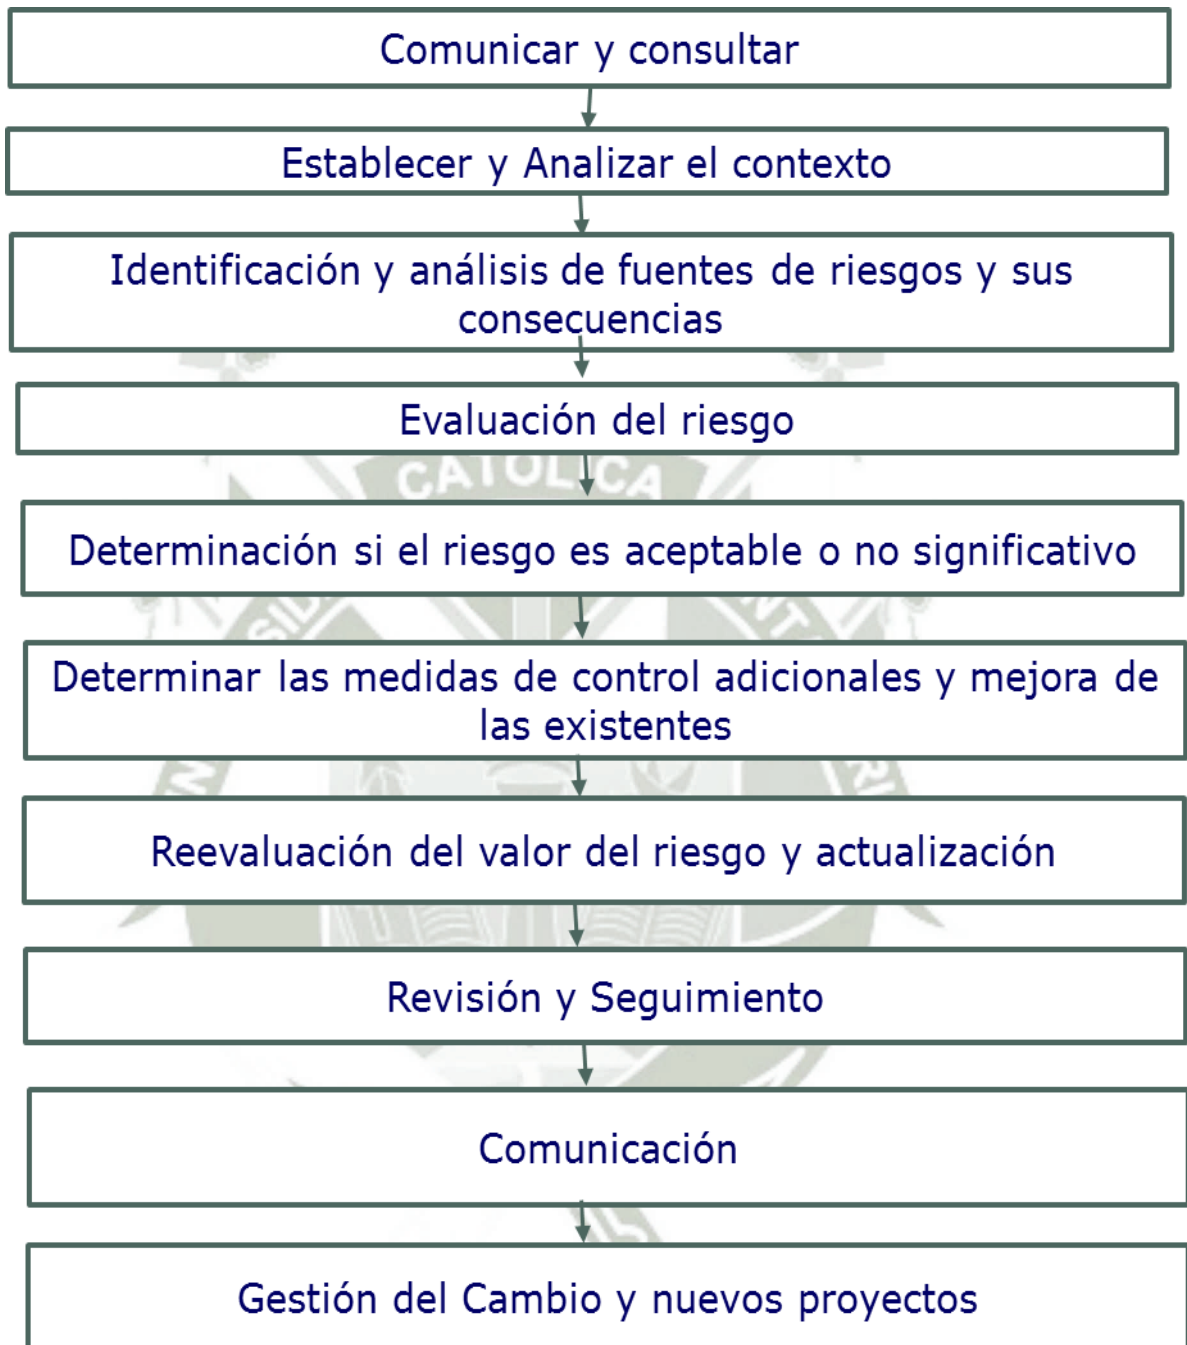 Comunicar y consultar
Establecer y Analizar el contexto
Identificación y análisis de fuentes de riesgos y sus
consecuencias
Evaluación del riesgo
CATOLICA
Determinación si el riesgo es aceptable o no significativo
Determinar las medidas de control adicionales y mejora de
las existentes
Reevaluación del valor del riesgo y actualización
Revisión y Seguimiento
Comunicación
Gestión del Cambio y nuevos proyectos